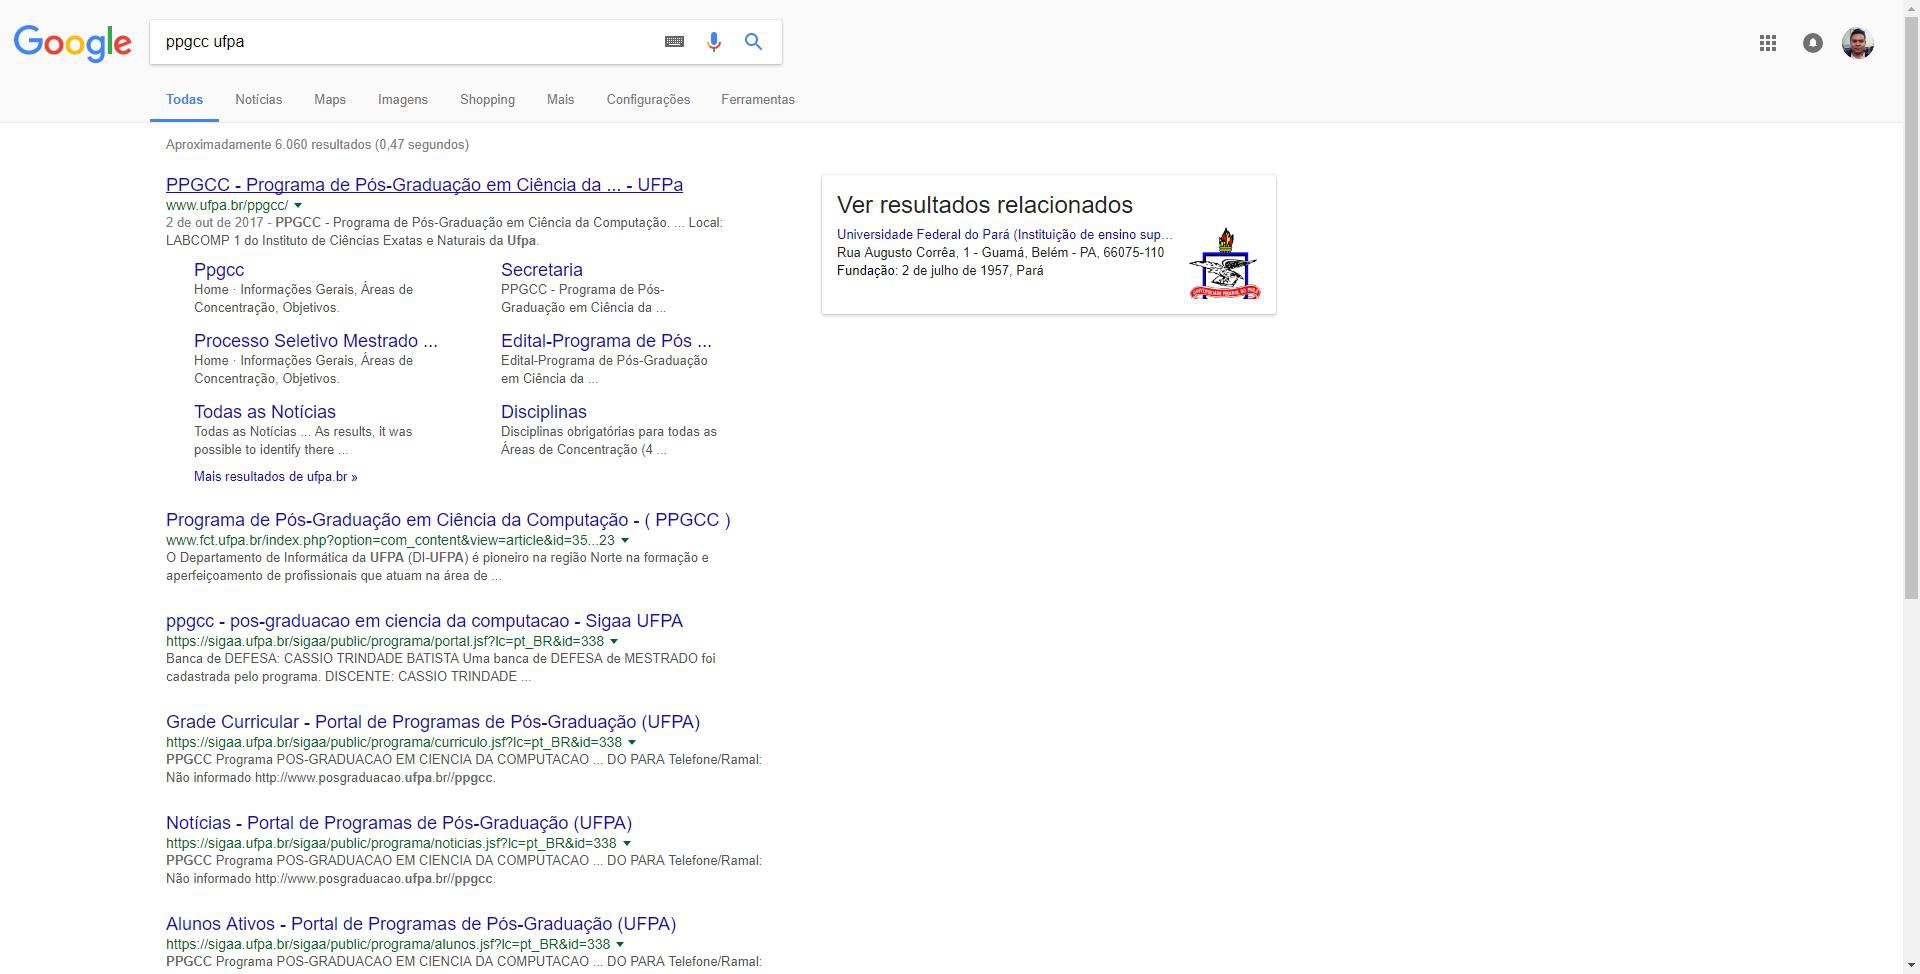 Google
ppgcc ufpa
Todas Notícias Maps Imagens Shopping Mais Configurações Ferramentas
Aproximadamente 6.060 resultados (0,47 segundos)
PPGCC - Programa de Pós-Graduação em Ciência da ... - UFPa
www.ufpa.br/ppgcc/
2 de out de 2017 - PPGCC - Programa de Pós-Graduação em Ciência da Computação. ... Local:
LABCOMP 1 do Instituto de Ciências Exatas e Naturais da Ufpa.
Ppgcc
Home · Informações Gerais, Áreas de
Concentração, Objetivos.
Secretaria
PPGCC - Programa de Pós-
Graduação em Ciência da ...
Processo Seletivo Mestrado ...
Home · Informações Gerais, Áreas de
Concentração, Objetivos.
Edital-Programa de Pós ...
Edital-Programa de Pós-Graduação
em Ciência da ...
Todas as Notícias
Todas as Notícias ... As results, it was
possible to identify there ...
Disciplinas
Disciplinas obrigatórias para todas as
Áreas de Concentração (4 ...
Mais resultados de ufpa.br »
Programa de Pós-Graduação em Ciência da Computação - ( PPGCC )
www.fct.ufpa.br/index.php?option=com_content&view=article&id=35...23
O Departamento de Informática da UFPA (DI-UFPA) é pioneiro na região Norte na formação e
aperfeiçoamento de profissionais que atuam na área de ...
ppgcc - pos-graduacao em ciencia da computacao - Sigaa UFPA
https://sigaa.ufpa.br/sigaa/public/programa/portal.jsf?lc=pt_BR&id=338
Banca de DEFESA: CASSIO TRINDADE BATISTA Uma banca de DEFESA de MESTRADO foi
cadastrada pelo programa. DISCENTE: CASSIO TRINDADE ...
Grade Curricular - Portal de Programas de Pós-Graduação (UFPA)
https://sigaa.ufpa.br/sigaa/public/programa/curriculo.jsf?lc=pt_BR&id=338
PPGCC Programa POS-GRADUACAO EM CIENCIA DA COMPUTACAO ... DO PARA Telefone/Ramal:
Não informado http://www.posgraduacao.ufpa.br//ppgcc.
Notícias - Portal de Programas de Pós-Graduação (UFPA)
https://sigaa.ufpa.br/sigaa/public/programa/noticias.jsf?lc=pt_BR&id=338
PPGCC Programa POS-GRADUACAO EM CIENCIA DA COMPUTACAO ... DO PARA Telefone/Ramal:
Não informado http://www.posgraduacao.ufpa.br//ppgcc.
Alunos Ativos - Portal de Programas de Pós-Graduação (UFPA)
https://sigaa.ufpa.br/sigaa/public/programa/alunos.jsf?lc=pt_BR&id=338
PPGCC Programa POS-GRADUACAO EM CIENCIA DA COMPUTACAO ... DO PARA Telefone/Ramal:
Ver resultados relacionados
Universidade Federal do Pará (Instituição de ensino sup...
Rua Augusto Corrêa, 1 - Guamá, Belém - PA, 66075-110
Fundação: 2 de julho de 1957, Pará
UNIVERSIDADE FEDERAL DO PARÁ